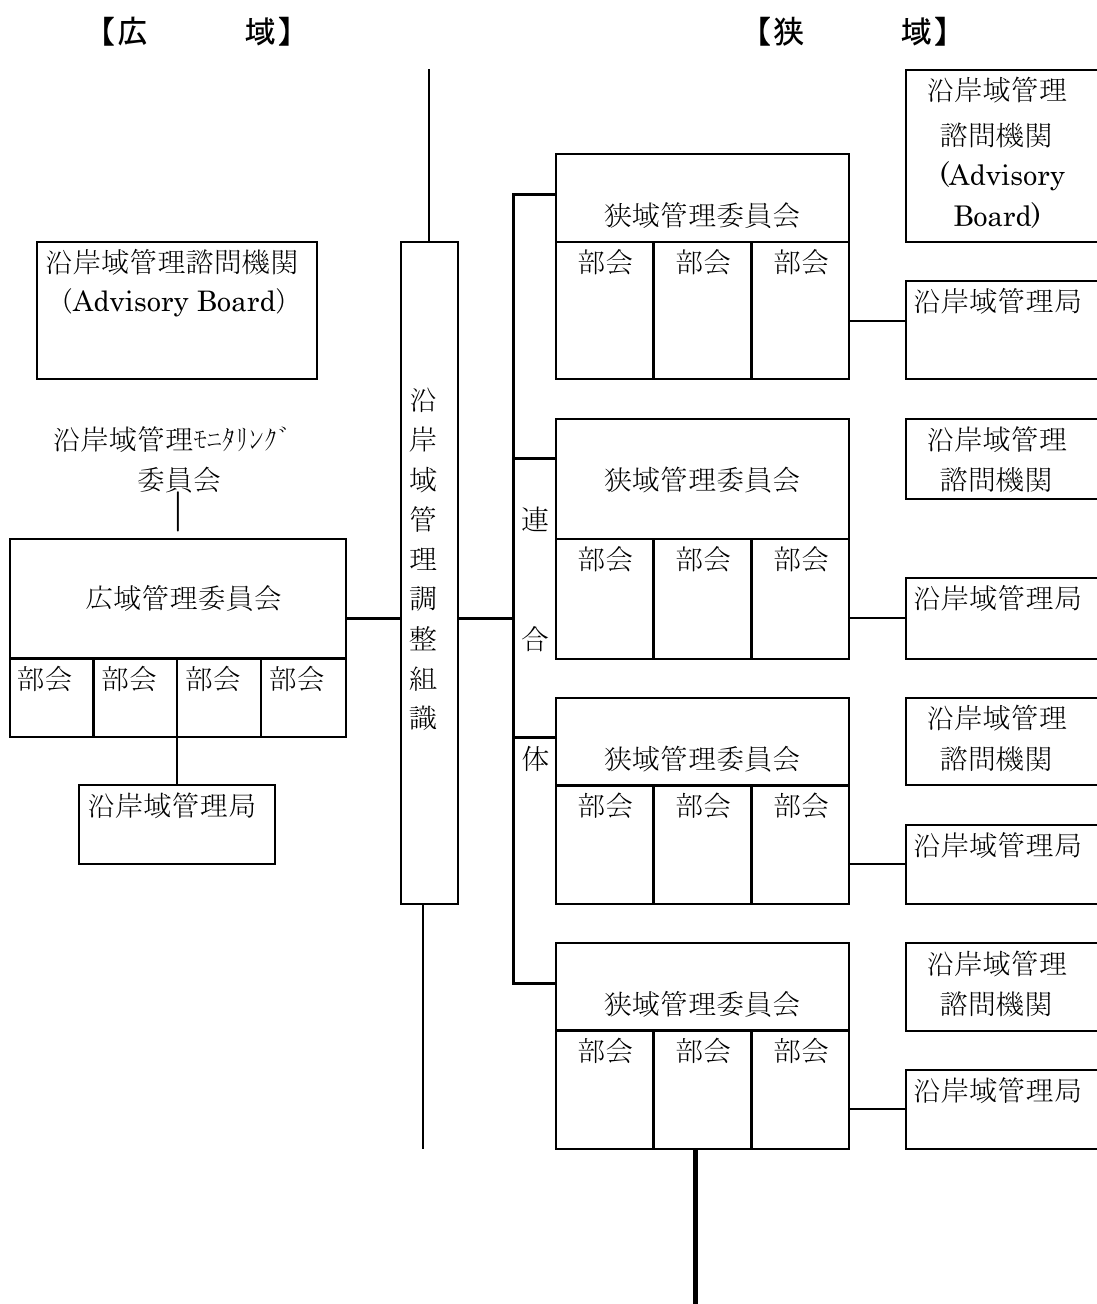 【広　　　域】
【狭　　　域】
沿岸域管理諮問機関
(Advisory Board)
沿岸域管理ﾓﾆﾀﾘﾝｸﾞ
委員会
広域管理委員会
部会
部会
部会
部会
沿岸域管理局
沿岸域管理調整組識
連合体
狭域管理委員会
部会
部会
部会
沿岸域管理
諮問機関
(Advisory
Board)
沿岸域管理局
狭域管理委員会
部会
部会
部会
沿岸域管理
諮問機関
沿岸域管理局
狭域管理委員会
部会
部会
部会
沿岸域管理
諮問機関
沿岸域管理局
狭域管理委員会
部会
部会
部会
沿岸域管理
諮問機関
沿岸域管理局